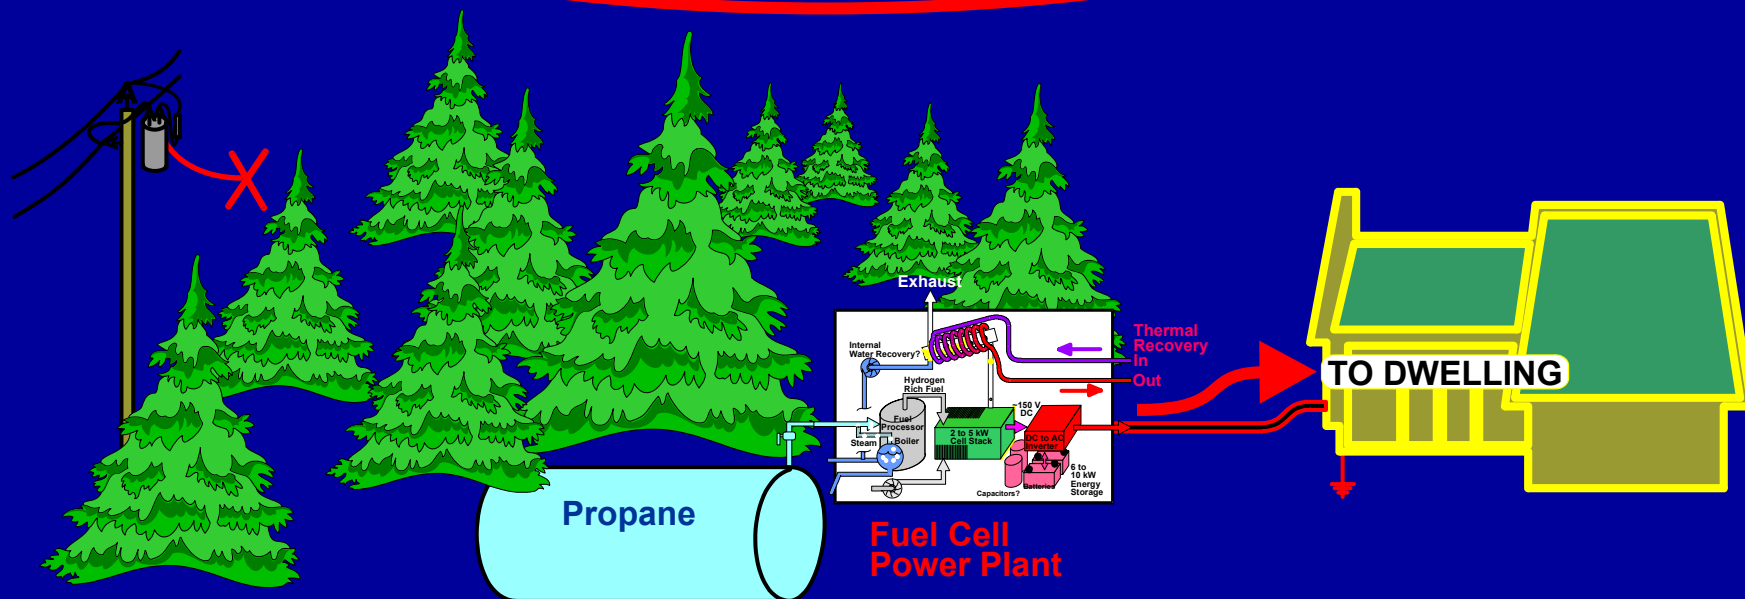 Exhaust
Internal
Water Recovery?
Thermal
Recovery
In
Out
Hydrogen
Rich Fuel
~150 V
DC
Fuel
Processor
Steam
Boiler
2 to 5 kW
Cell Stack
DC to AC
Inverter
Batteries
Capacitors?
6 to
10 kW
Energy
Storage
TO DWELLING
Propane
Fuel Cell
Power Plant